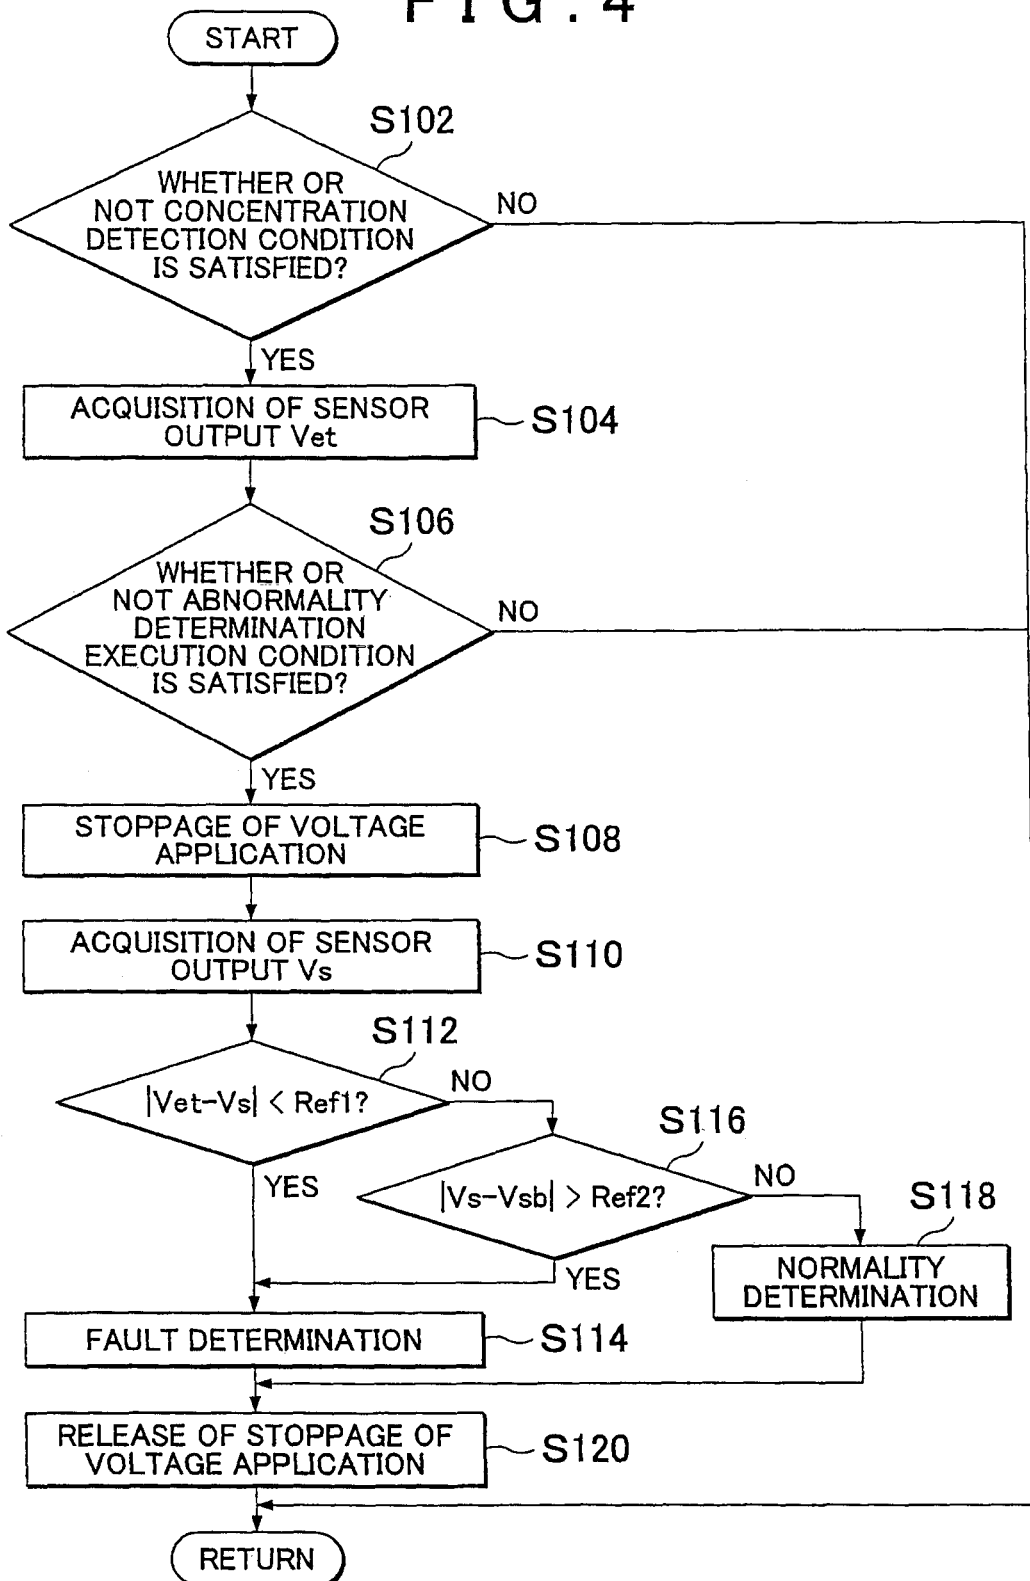 FIG.4
START
S102
WHETHER OR
NOT CONCENTRATION
DETECTION CONDITION
IS SATISFIED?
NO
YES
ACQUISITION OF SENSOR
OUTPUT Vet
S104
S106
WHETHER OR
NOT ABNORMALITY
DETERMINATION
EXECUTION CONDITION
IS SATISFIED?
NO
YES
STOPPAGE OF VOLTAGE
APPLICATION
S108
ACQUISITION OF SENSOR
OUTPUT Vs
S110
S112
|Vet-Vs| < Ref1?
NO
YES
S116
|Vs-Vsb| > Ref2?
NO
YES
S118
NORMALITY
DETERMINATION
FAULT DETERMINATION
S114
RELEASE OF STOPPAGE OF
VOLTAGE APPLICATION
S120
RETURN